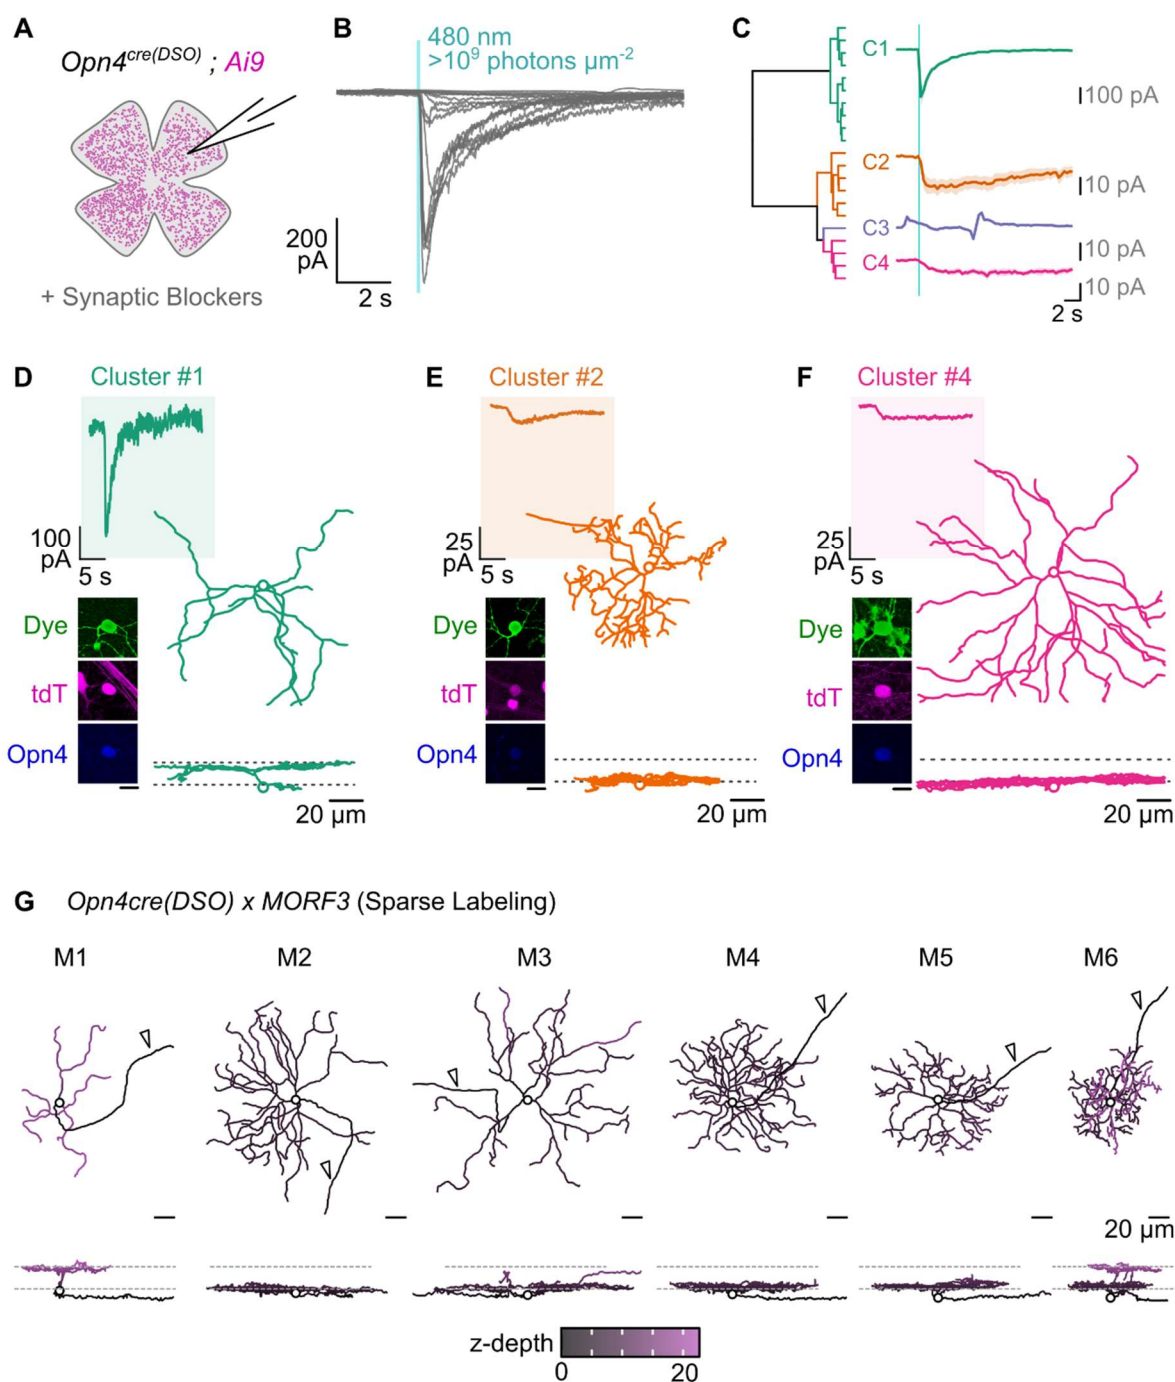 A
Opn4cre(DSO) ; Ai9
+ Synaptic Blockers
B
480 nm
>10⁹ photons µm⁻²
200
pA
2 s
C
C1
100 pA
C2
10 pA
C3
10 pA
C4
10 pA
2 s
D
Cluster #1
100
pA
5 s
Dye
tdT
Opn4
20 µm
E
Cluster #2
25
pA
5 s
Dye
tdT
Opn4
20 µm
F
Cluster #4
25
pA
5 s
Dye
tdT
Opn4
20 µm
G Opn4cre(DSO) x MORF3 (Sparse Labeling)
M1 M2 M3 M4 M5 M6
20 µm
z-depth
0 20